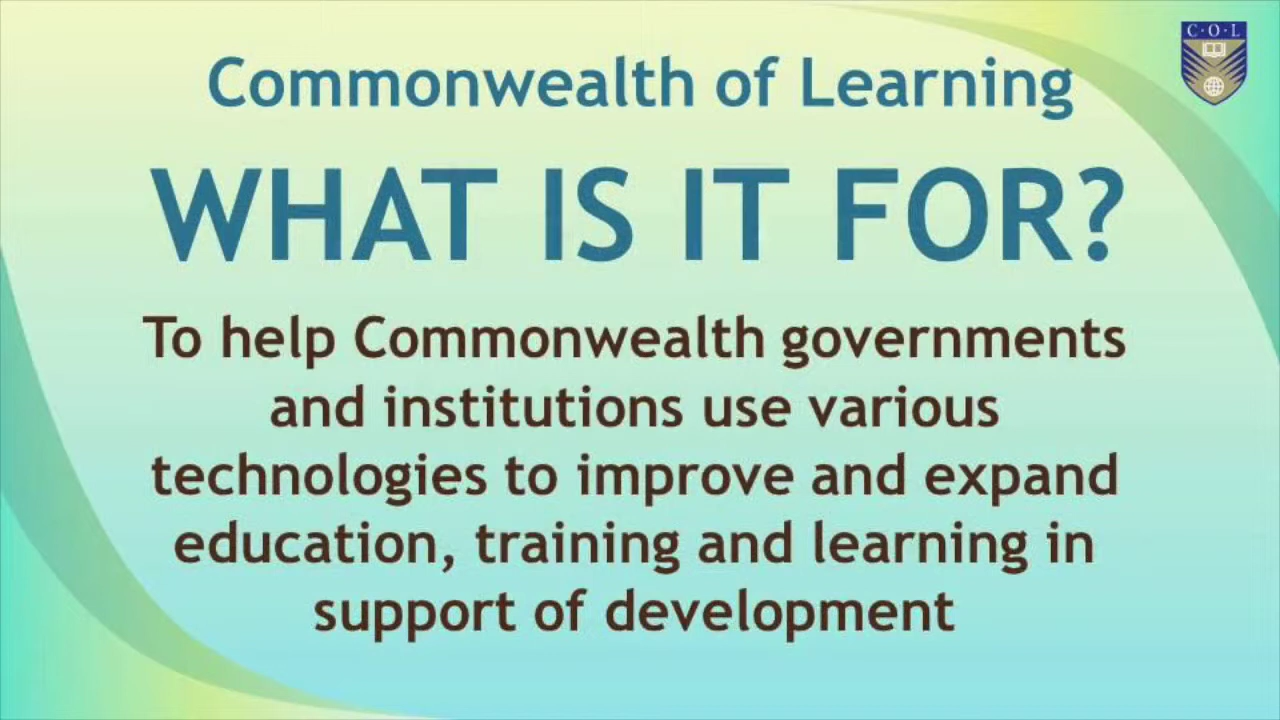 C·O·L
Commonwealth of Learning
WHAT IS IT FOR?
To help Commonwealth governments
and institutions use various
technologies to improve and expand
education, training and learning in
support of development